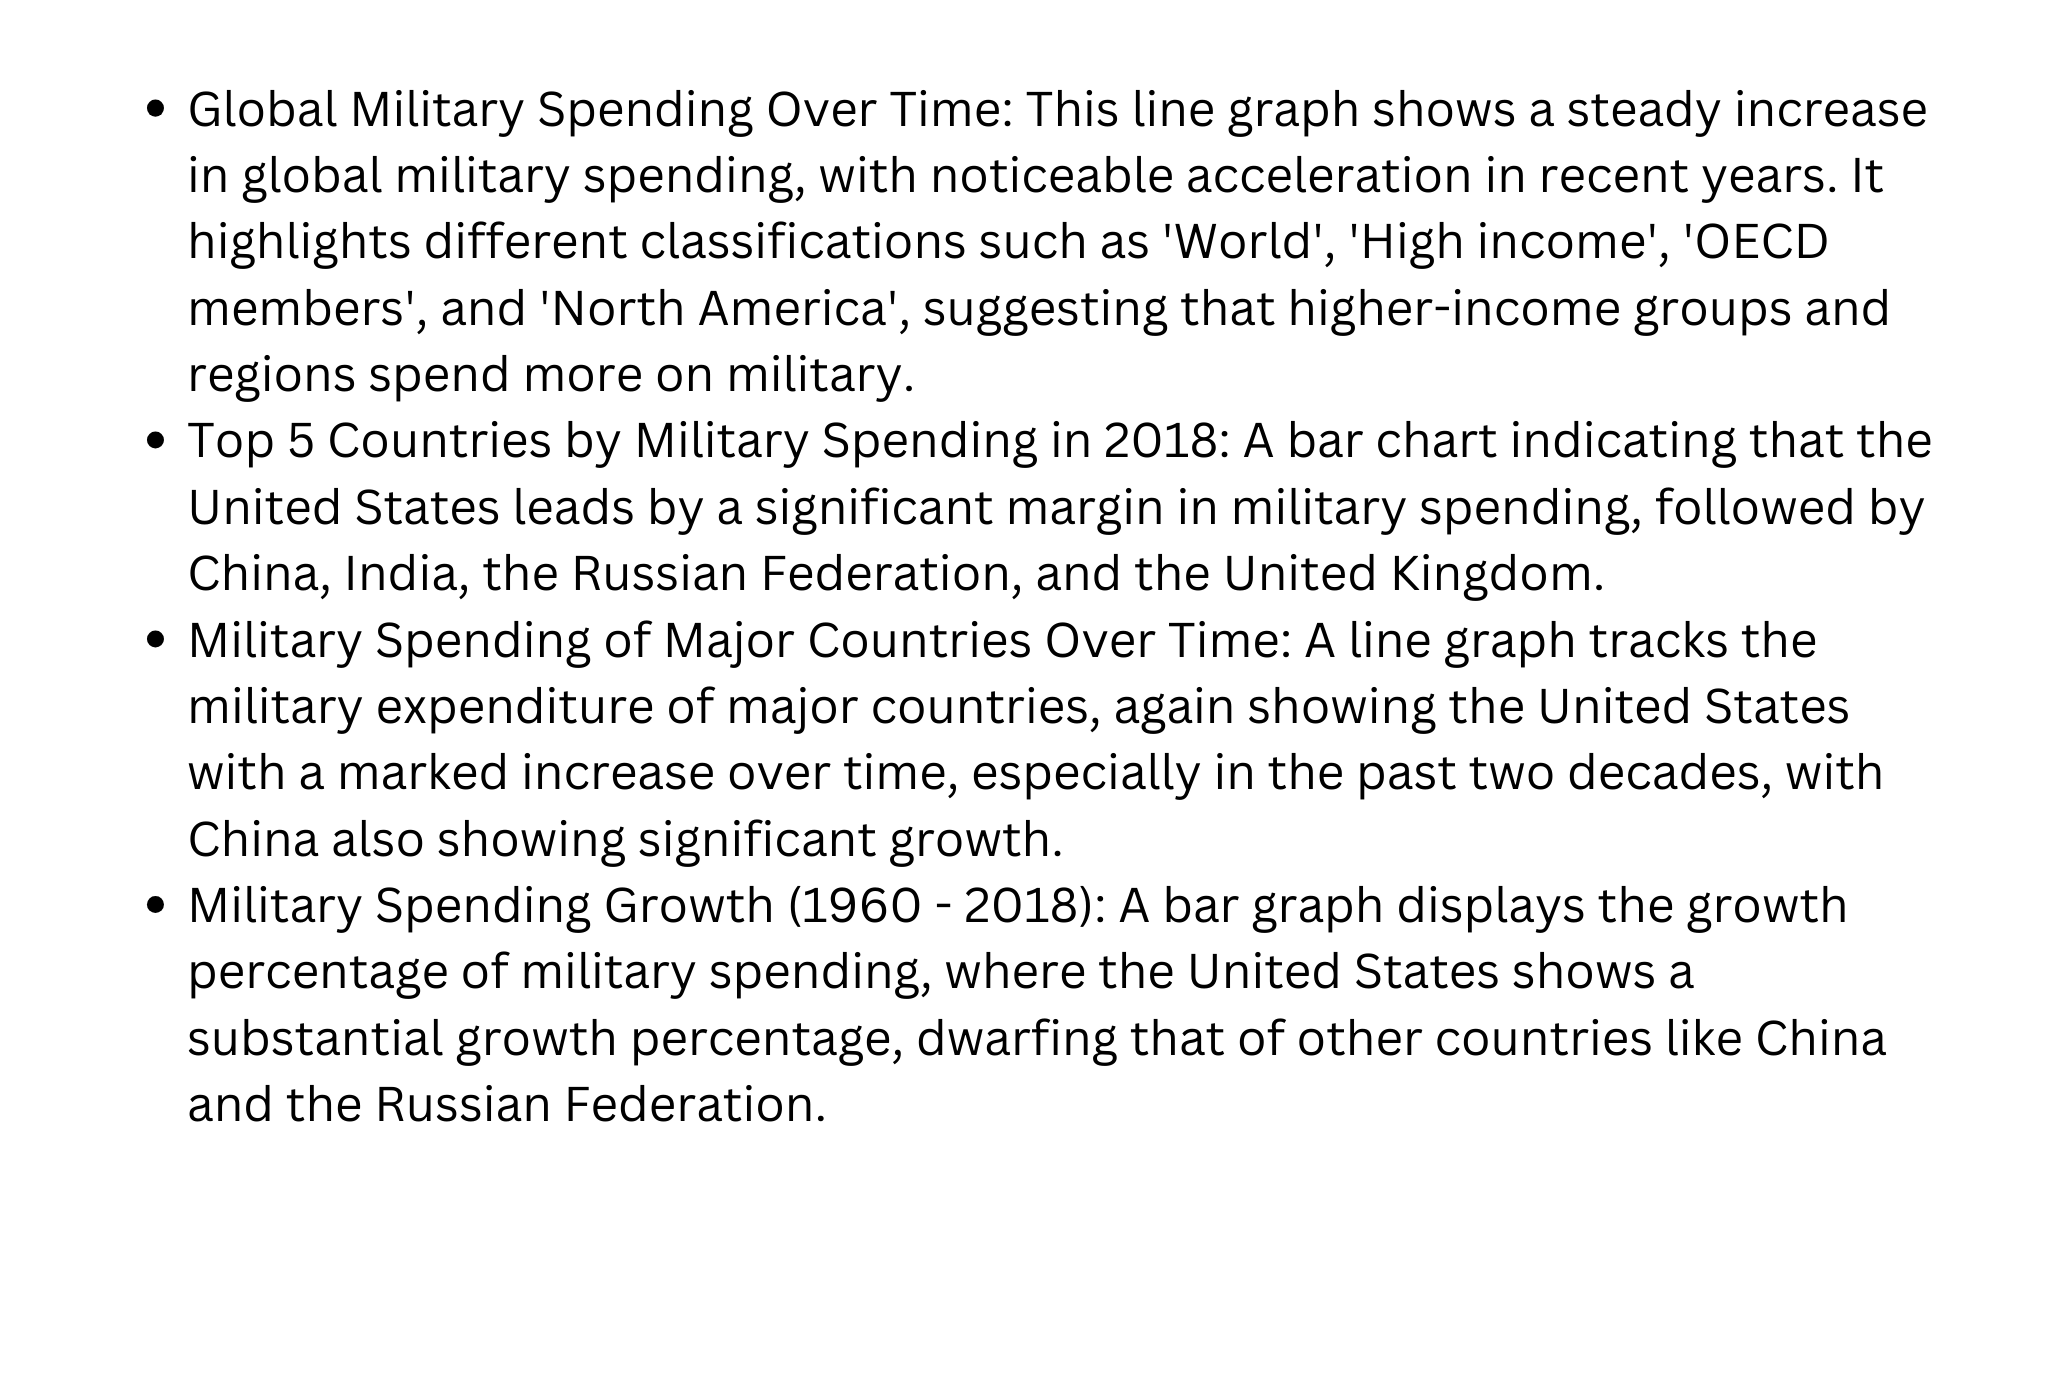 • Global Military Spending Over Time: This line graph shows a steady increase
in global military spending, with noticeable acceleration in recent years. It
highlights different classifications such as 'World', 'High income', 'OECD
members', and 'North America', suggesting that higher-income groups and
regions spend more on military.
• Top 5 Countries by Military Spending in 2018: A bar chart indicating that the
United States leads by a significant margin in military spending, followed by
China, India, the Russian Federation, and the United Kingdom.
• Military Spending of Major Countries Over Time: A line graph tracks the
military expenditure of major countries, again showing the United States
with a marked increase over time, especially in the past two decades, with
China also showing significant growth.
• Military Spending Growth (1960 - 2018): A bar graph displays the growth
percentage of military spending, where the United States shows a
substantial growth percentage, dwarfing that of other countries like China
and the Russian Federation.